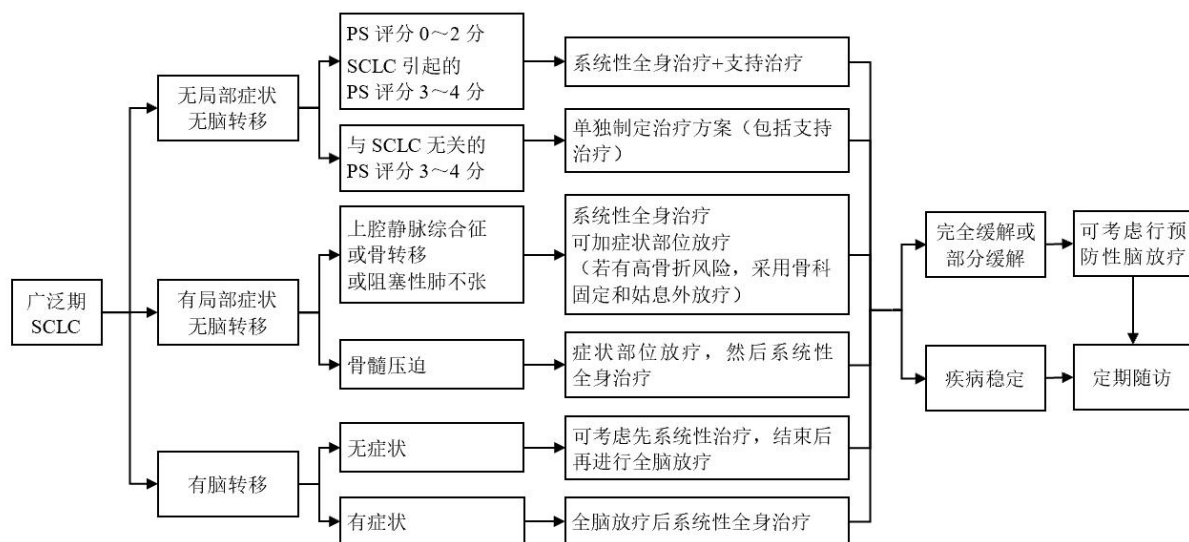 广泛期
SCLC
无局部症状
无脑转移
PS 评分 0～2 分
SCLC 引起的
PS 评分 3～4 分
系统性全身治疗+支持治疗
与 SCLC 无关的
PS 评分 3～4 分
单独制定治疗方案（包括支持
治疗）
有局部症状
无脑转移
上腔静脉综合征
或骨转移
或阻塞性肺不张
系统性全身治疗
可加症状部位放疗
（若有高骨折风险，采用骨科
固定和姑息外放疗）
骨髓压迫
症状部位放疗，然后系统性
全身治疗
有脑转移
无症状
可考虑先系统性治疗，结束后
再进行全脑放疗
有症状
全脑放疗后系统性全身治疗
完全缓解或
部分缓解
可考虑行预
防性脑放疗
疾病稳定
定期随访